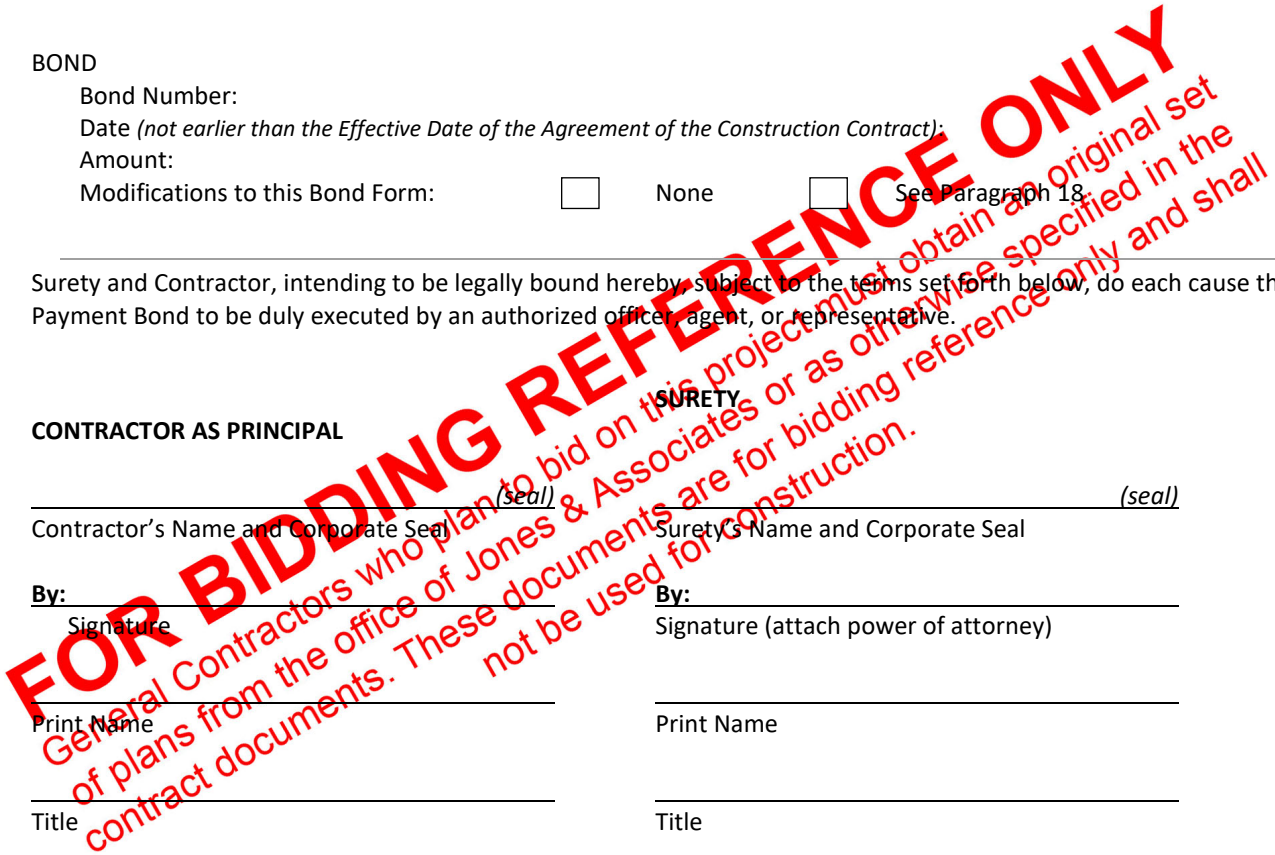 BOND
Bond Number:
Date (not earlier than the Effective Date of the Agreement of the Construction Contract):
Amount:
Modifications to this Bond Form: None See Paragraph 18
Surety and Contractor, intending to be legally bound hereby, subject to the terms set forth below, do each cause th
Payment Bond to be duly executed by an authorized officer, agent, or representative.
CONTRACTOR AS PRINCIPAL
(seal)
Contractor’s Name and Corporate Seal
By:
Signature
Print Name
Title
SURETY
(seal)
Surety’s Name and Corporate Seal
By:
Signature (attach power of attorney)
Print Name
Title
FOR BIDDING REFERENCE ONLY
General Contractors who plan to bid on this project must obtain an original set
of plans from the office of Jones & Associates or as otherwise specified in the
contract documents. These documents are for bidding reference only and shall
not be used for construction.